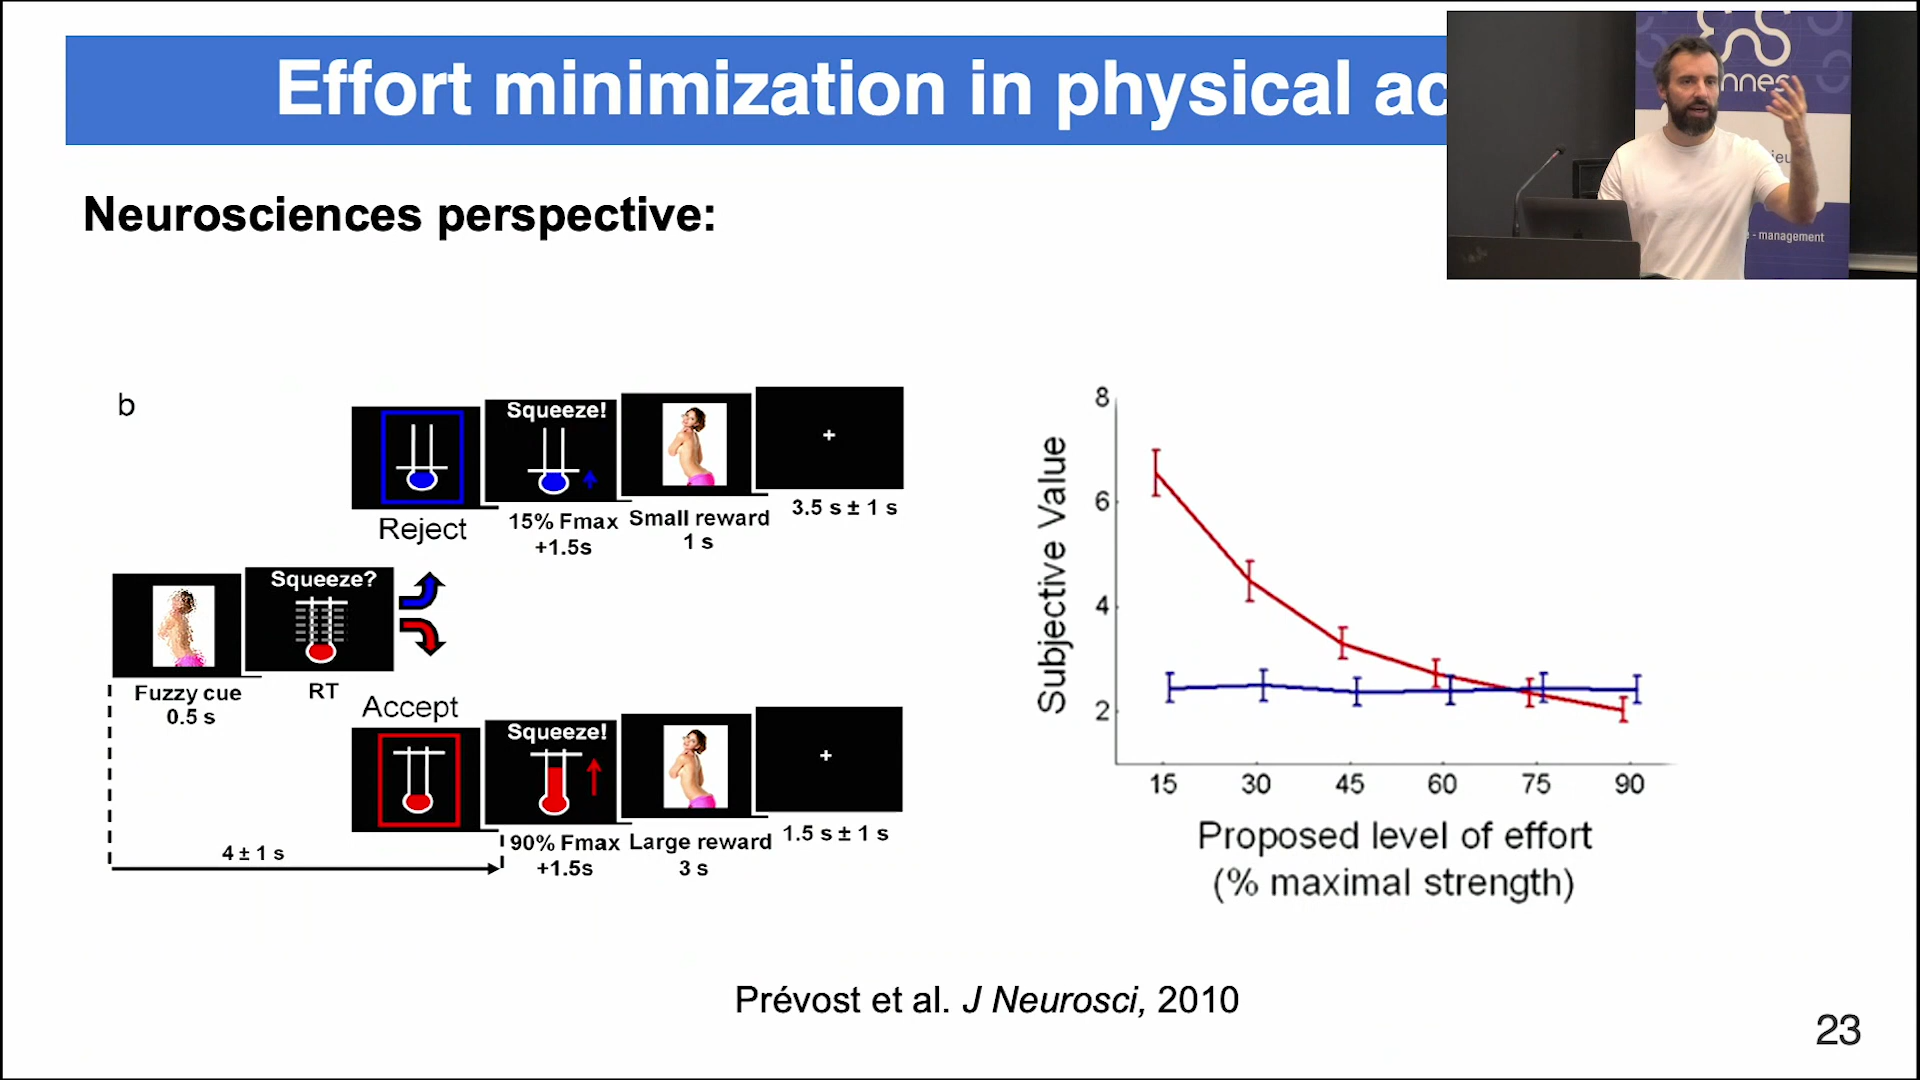 Effort minimization in physical ac
nnes
ieu
e - management
Neurosciences perspective:
b
Squeeze!
Reject
15% Fmax
+1.5s
Small reward
1 s
3.5 s ± 1 s
Squeeze?
Fuzzy cue
0.5 s
RT
Accept
Squeeze!
4 ± 1 s
90% Fmax
+1.5s
Large reward
3 s
1.5 s ± 1 s
Subjective Value
8
6
4
2
15 30 45 60 75 90
Proposed level of effort
(% maximal strength)
Prévost et al. J Neurosci, 2010
23